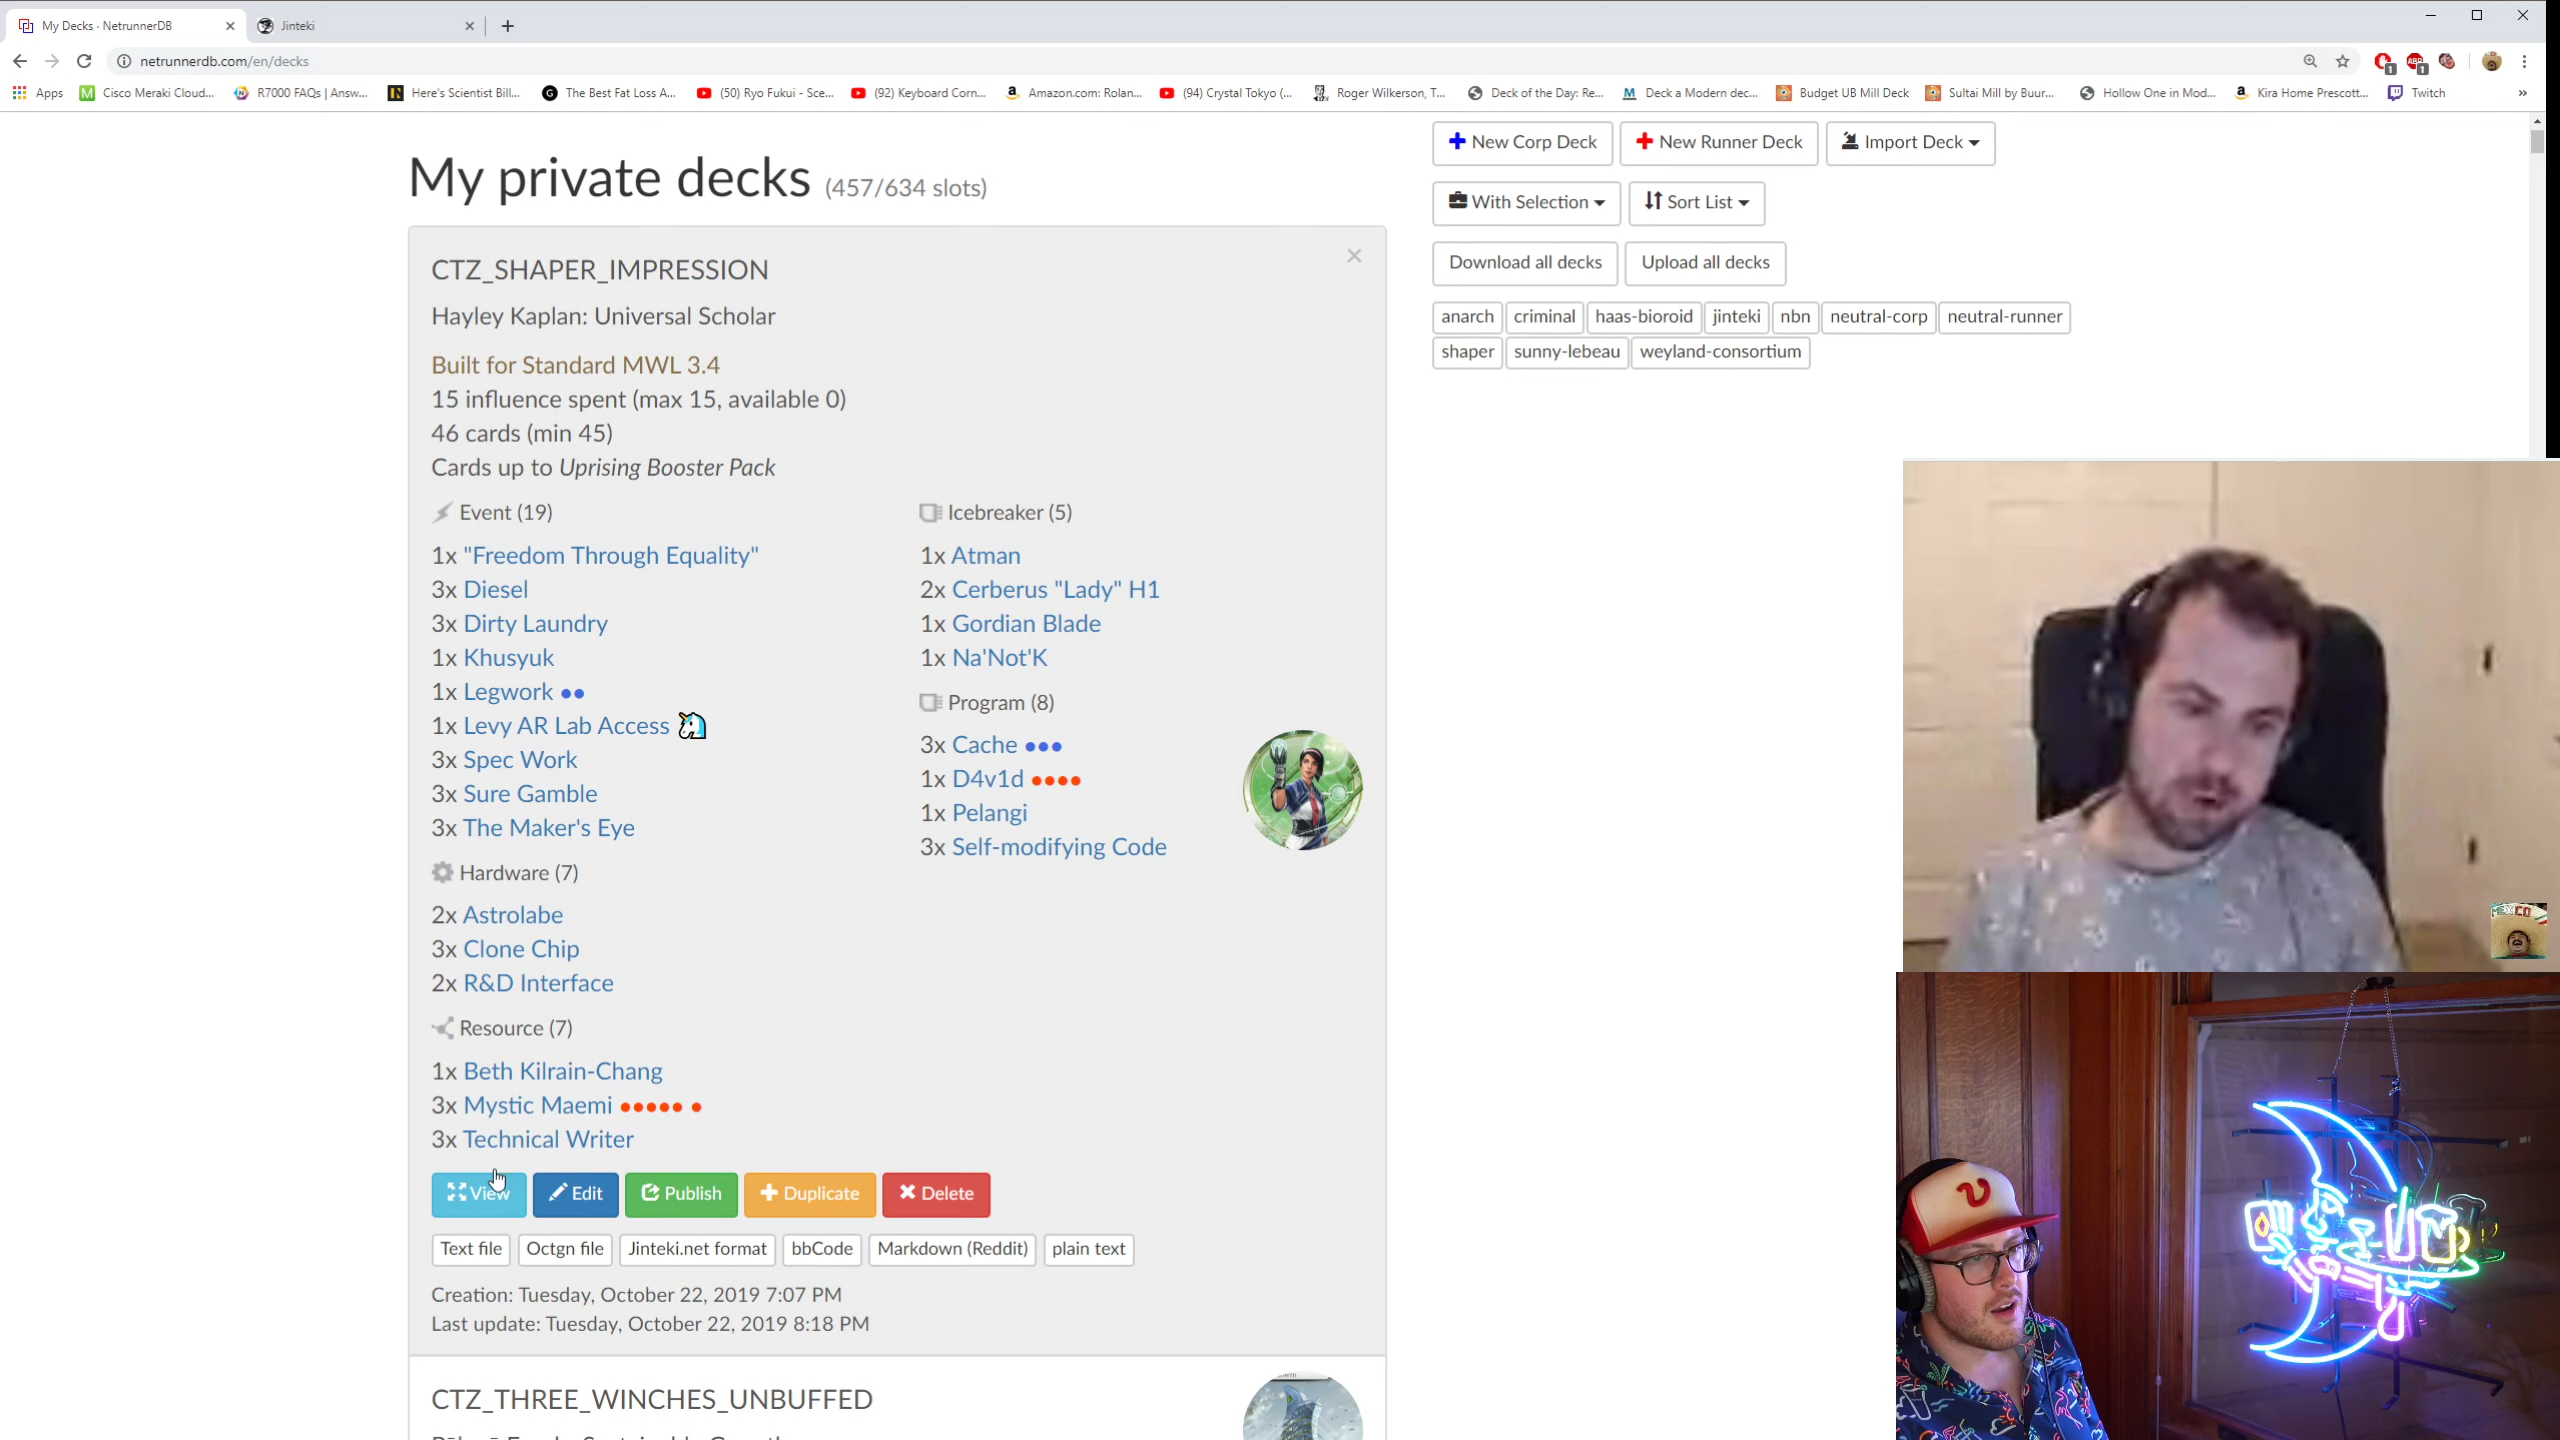 My Decks · NetrunnerDB
Jinteki
netrunnerdb.com/en/decks
Apps
Cisco Meraki Cloud...
R7000 FAQs | Answ...
Here's Scientist Bill...
The Best Fat Loss A...
(50) Ryo Fukui - Sce...
(92) Keyboard Corn...
Amazon.com: Rolan...
(94) Crystal Tokyo (...
Roger Wilkerson, T...
Deck of the Day: Re...
Deck a Modern dec...
Budget UB Mill Deck
Sultai Mill by Buur...
Hollow One in Mod...
Kira Home Prescott...
Twitch
My private decks (457/634 slots)
New Corp Deck
New Runner Deck
Import Deck
With Selection
Sort List
Download all decks
Upload all decks
anarch criminal haas-bioroid jinteki nbn neutral-corp neutral-runner
shaper sunny-lebeau weyland-consortium
CTZ_SHAPER_IMPRESSION
Hayley Kaplan: Universal Scholar
Built for Standard MWL 3.4
15 influence spent (max 15, available 0)
46 cards (min 45)
Cards up to Uprising Booster Pack
Event (19)
1x "Freedom Through Equality"
3x Diesel
3x Dirty Laundry
1x Khusyuk
1x Legwork
1x Levy AR Lab Access
3x Spec Work
3x Sure Gamble
3x The Maker's Eye
Hardware (7)
2x Astrolabe
3x Clone Chip
2x R&D Interface
Resource (7)
1x Beth Kilrain-Chang
3x Mystic Maemi
3x Technical Writer
Icebreaker (5)
1x Atman
2x Cerberus "Lady" H1
1x Gordian Blade
1x Na'Not'K
Program (8)
3x Cache
1x D4v1d
1x Pelangi
3x Self-modifying Code
View
Edit
Publish
Duplicate
Delete
Text file
Octgn file
Jinteki.net format
bbCode
Markdown (Reddit)
plain text
Creation: Tuesday, October 22, 2019 7:07 PM
Last update: Tuesday, October 22, 2019 8:18 PM
CTZ_THREE_WINCHES_UNBUFFED